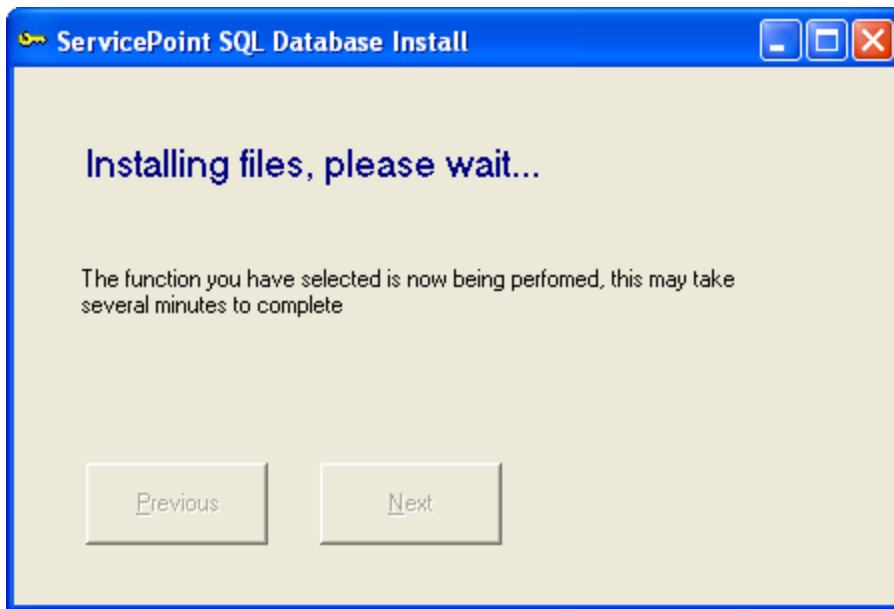 ServicePoint SQL Database Install
Installing files, please wait...
The function you have selected is now being perfomed, this may take
several minutes to complete
Previous
Next